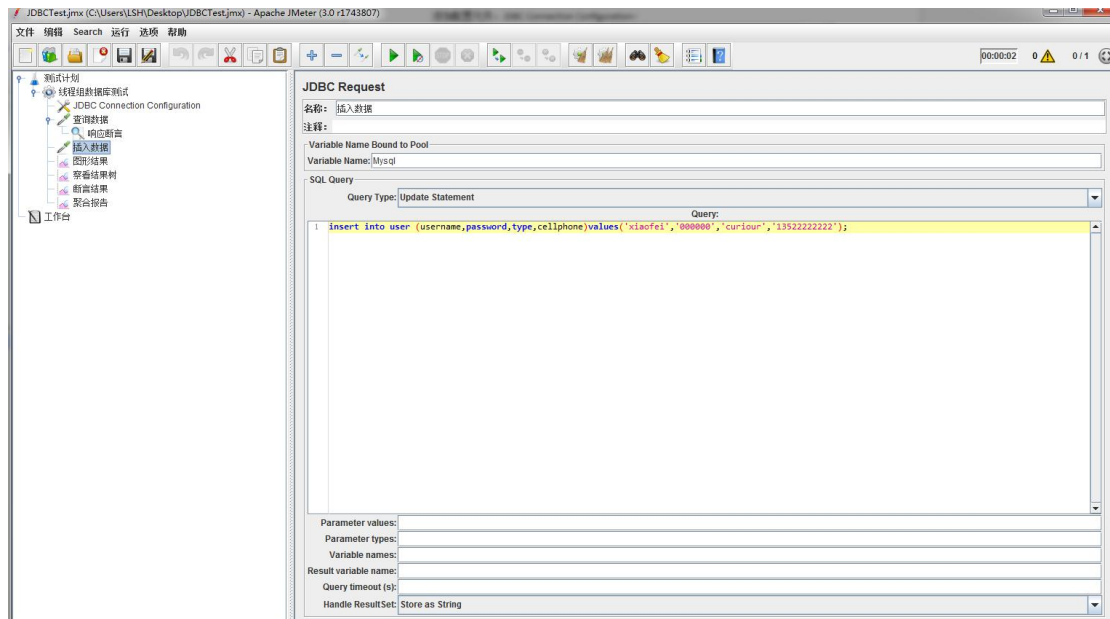 JDBCTest.jmx (C:\Users\LSH\Desktop\JDBCTest.jmx) - Apache JMeter (3.0 r1743807)
文件 编辑 Search 运行 选项 帮助
00:00:02 0 0 / 1
测试计划
线程组数据库测试
JDBC Connection Configuration
查询数据
响应断言
插入数据
图形结果
察看结果树
断言结果
聚合报告
工作台
JDBC Request
名称: 插入数据
注释:
Variable Name Bound to Pool
Variable Name: Mysql
SQL Query
Query Type: Update Statement
Query:
1 insert into user (username,password,type,cellphone)values('xiaofei','000000','curiour','13522222222');
Parameter values:
Parameter types:
Variable names:
Result variable name:
Query timeout (s):
Handle ResultSet: Store as String